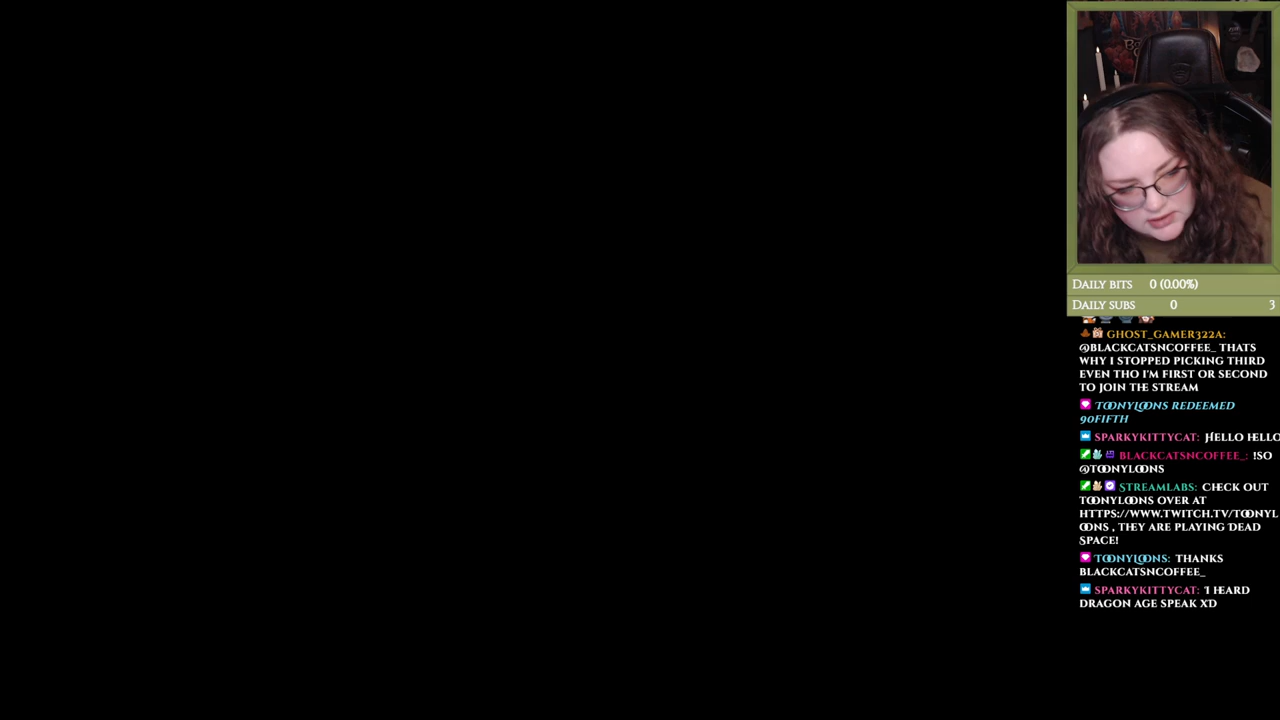 Daily bits 0 (0.00%)
Daily subs 0 3
ghost_gamer322a:
@blackcatsncoffee_ thats
why i stopped picking third
even tho i'm first or second
to join the stream
ToonyLoons redeemed
90fifth
sparkykittycat: Hello hello
blackcatsncoffee_: !so
@toonyloons
Streamlabs: Check out
toonyloons over at
https://www.twitch.tv/toonyl
oons , they are playing Dead
Space!
ToonyLoons: thanks
blackcatsncoffee_
sparkykittycat: I heard
dragon age speak xD